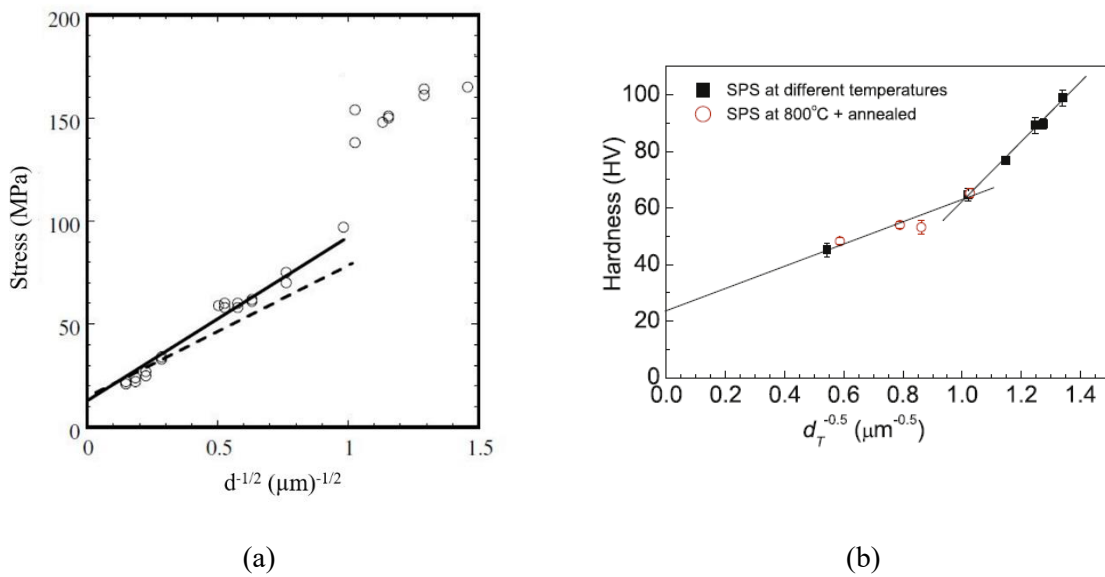 200
150
100
50
0
Stress (MPa)
0 0.5 1 1.5
d-1/2 (μm)-1/2
(a)
SPS at different temperatures
SPS at 800°C + annealed
100
80
60
40
20
0
Hardness (HV)
0.0 0.2 0.4 0.6 0.8 1.0 1.2 1.4
dT-0.5 (μm-0.5)
(b)